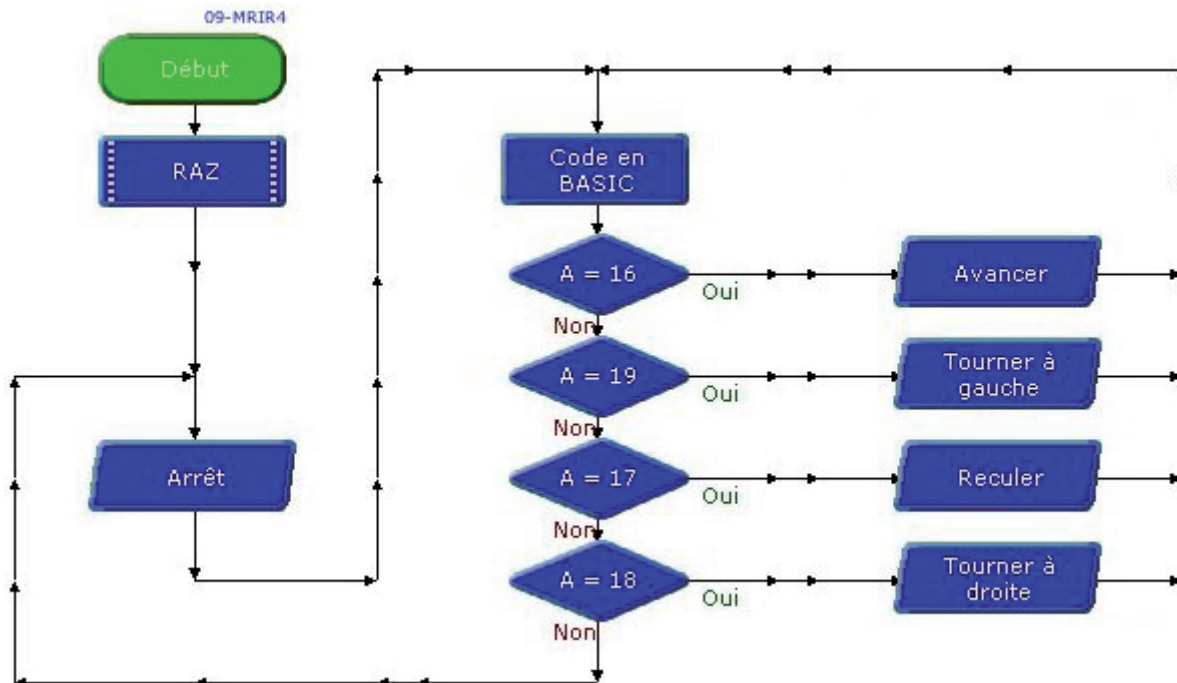 09-MRIR4
Début
RAZ
Arrêt
Code en
BASIC
A = 16
Oui
Avancer
Non
A = 19
Oui
Tourner à
gauche
Non
A = 17
Oui
Reculer
Non
A = 18
Oui
Tourner à
droite
Non